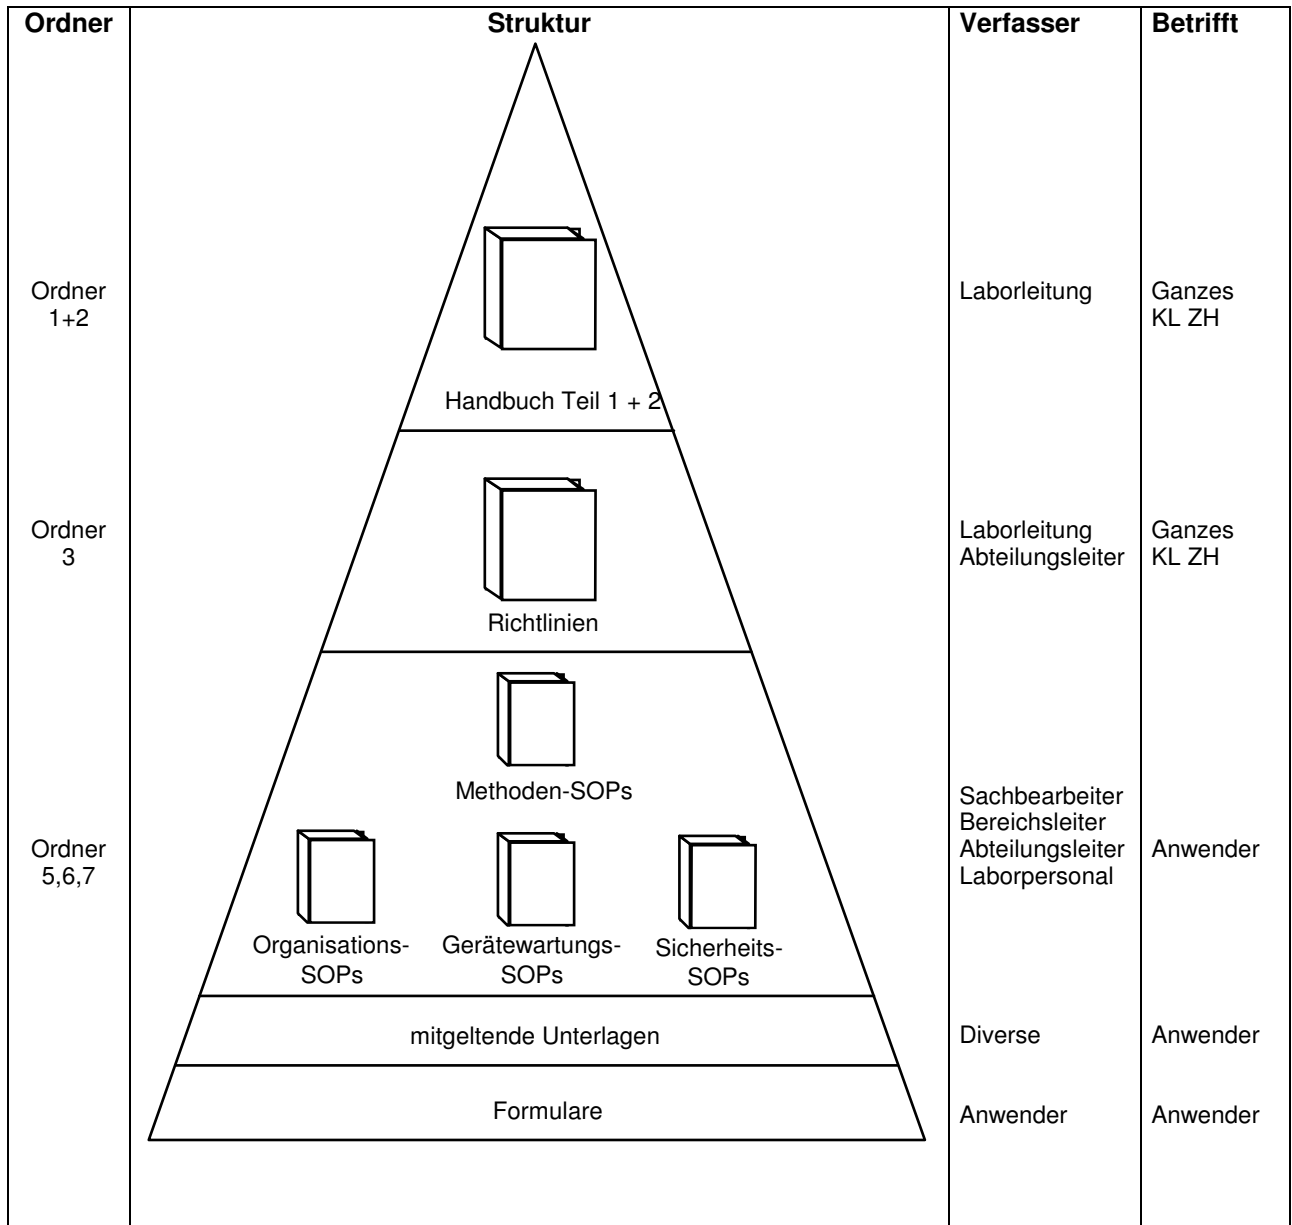 Ordner Struktur Verfasser Betrifft
Ordner
1+2
Laborleitung
Ganzes
KL ZH
Handbuch Teil 1 + 2
Ordner
3
Laborleitung
Abteilungsleiter
Ganzes
KL ZH
Richtlinien
Methoden-SOPs
Ordner
5,6,7
Sachbearbeiter
Bereichsleiter
Abteilungsleiter
Laborpersonal
Anwender
Organisations-
SOPs
Gerätewartungs-
SOPs
Sicherheits-
SOPs
mitgeltende Unterlagen
Diverse
Anwender
Formulare
Anwender
Anwender